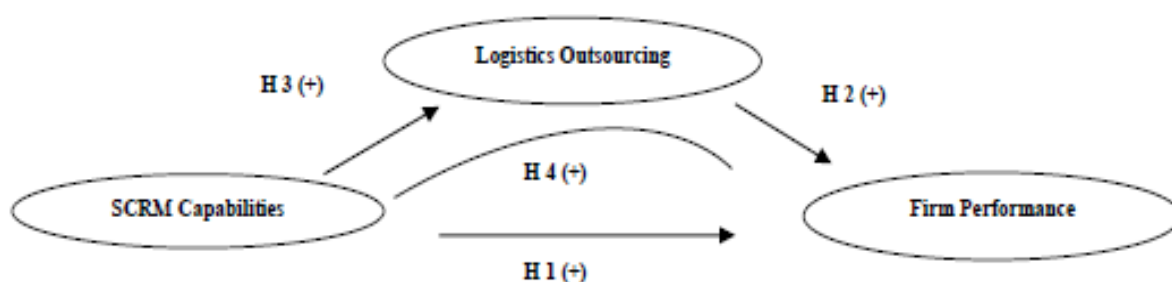 Logistics Outsourcing
H 3 (+)
H 2 (+)
H 4 (+)
SCRM Capabilities
Firm Performance
H 1 (+)